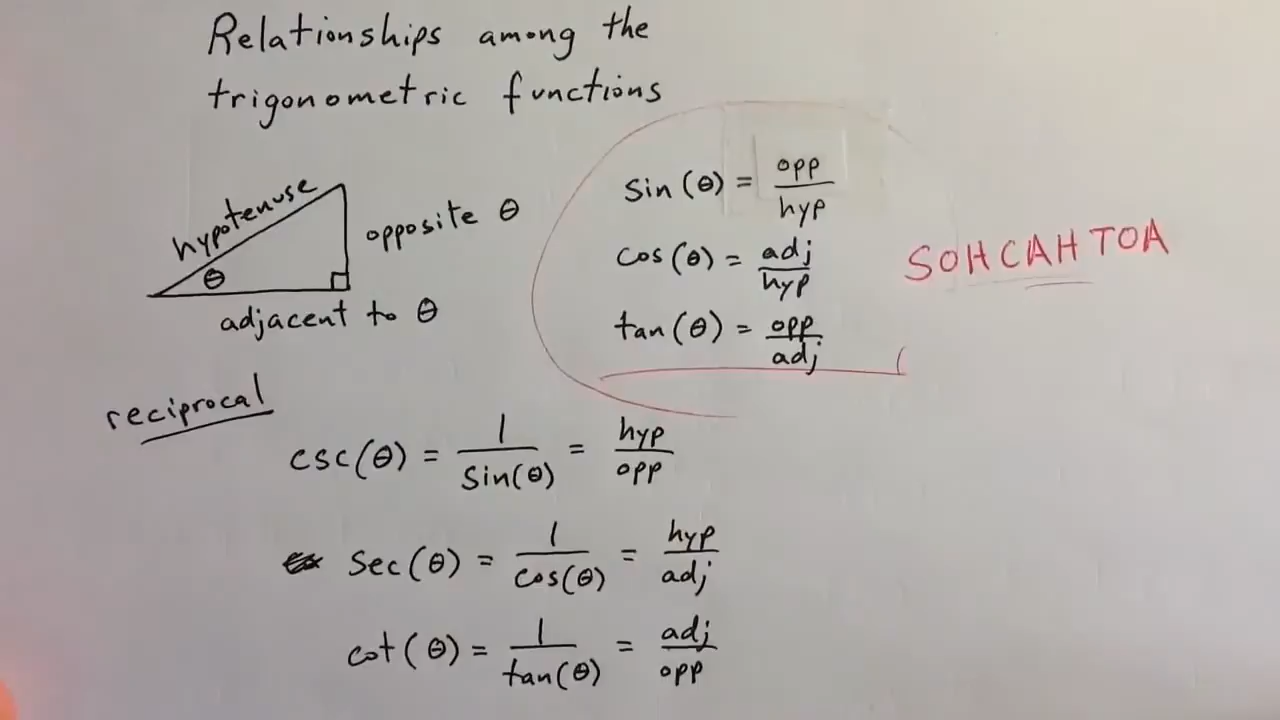 Relationships among the
trigonometric functions
hypotenuse
θ
opposite θ
adjacent to θ
sin(θ) = opp/hyp
cos(θ) = adj/hyp
tan(θ) = opp/adj
SOHCAHTOA
reciprocal
csc(θ) = 1/sin(θ) = hyp/opp
sec(θ) = 1/cos(θ) = hyp/adj
cot(θ) = 1/tan(θ) = adj/opp